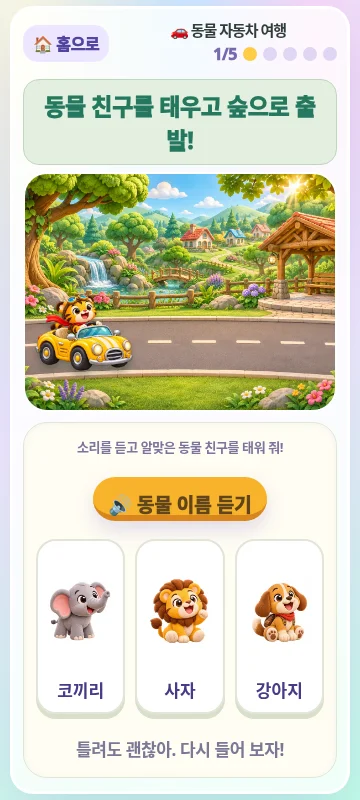 🏠 홈으로
🚗 동물 자동차 여행
1/5
동물 친구를 태우고 숲으로 출
발!
소리를 듣고 알맞은 동물 친구를 태워 줘!
🔊 동물 이름 듣기
코끼리
사자
강아지
틀려도 괜찮아. 다시 들어 보자!